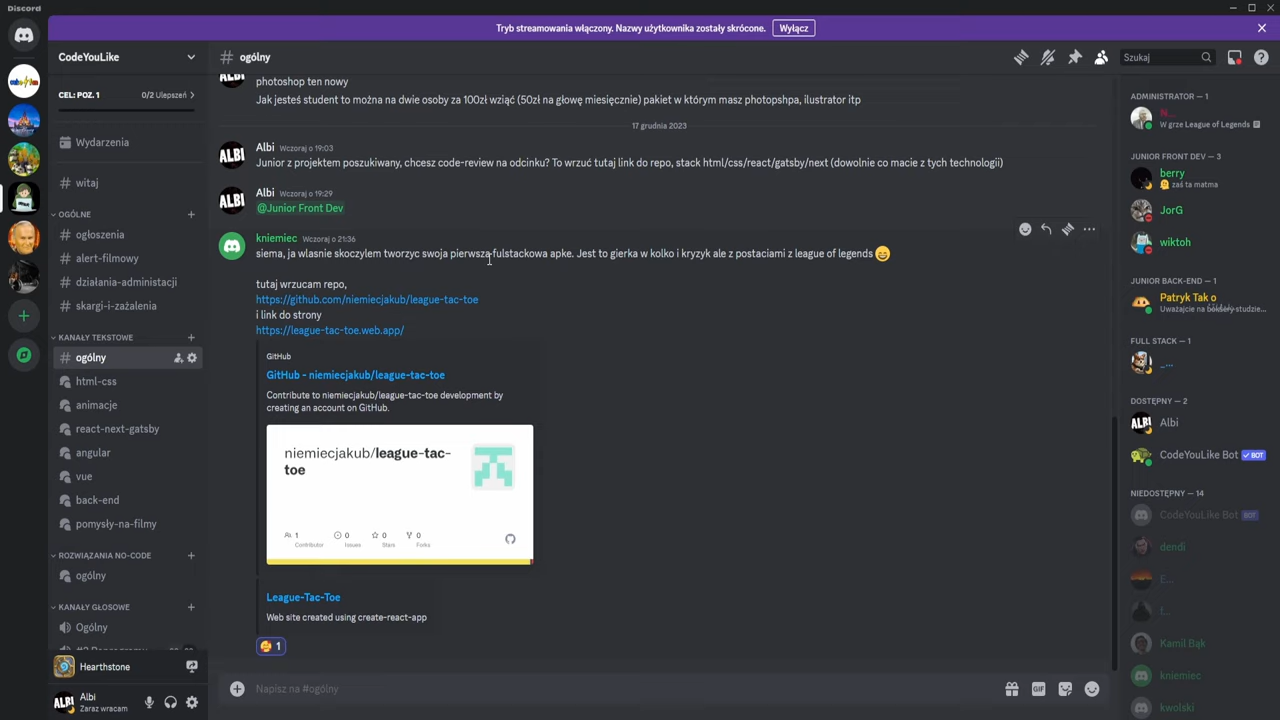 Discord
Tryb streamowania włączony. Nazwy użytkownika zostały skrócone.
Wyłącz
CodeYouLike
ogólny
Szukaj
CEL: POZ. 1
0/2 Ulepszeń
Wydarzenia
witaj
OGÓLNE
ogłoszenia
alert-filmowy
działania-administacji
skargi-i-zażalenia
KANAŁY TEKSTOWE
ogólny
html-css
animacje
react-next-gatsby
angular
vue
back-end
pomysły-na-filmy
ROZWIĄZANIA NO-CODE
ogólny
KANAŁY GŁOSOWE
Ogólny
Hearthstone
Albi
Zaraz wracam
photoshop ten nowy
Jak jesteś student to można na dwie osoby za 100zł wziąć (50zł na głowę miesięcznie) pakiet w którym masz photopshpa, ilustrator itp
17 grudnia 2023
Albi Wczoraj o 19:03
Junior z projektem poszukiwany, chcesz code-review na odcinku? To wrzuć tutaj link do repo, stack html/css/react/gatsby/next (dowolnie co macie z tych technologii)
Albi Wczoraj o 19:29
@Junior Front Dev
kniemiec Wczoraj o 21:36
siema, ja wlasnie skoczylem tworzyc swoja pierwsza fulstackowa apke. Jest to gierka w kolko i kryzyk ale z postaciami z league of legends
tutaj wrzucam repo,
https://github.com/niemiecjakub/league-tac-toe
i link do strony
https://league-tac-toe.web.app/
GitHub
GitHub - niemiecjakub/league-tac-toe
Contribute to niemiecjakub/league-tac-toe development by
creating an account on GitHub.
niemiecjakub/league-tac-
toe
1
Contributor
0
Issues
0
Stars
0
Forks
League-Tac-Toe
Web site created using create-react-app
1
Napisz na #ogólny
GIF
ADMINISTRATOR — 1
N...
W grze League of Legends
JUNIOR FRONT DEV — 3
berry
zaś ta matma
JorG
wiktoh
JUNIOR BACK-END — 1
Patryk Tak o
FULL STACK — 1
_...
DOSTĘPNY — 2
Albi
CodeYouLike Bot BOT
NIEDOSTĘPNY — 14
CodeYouLike Bot BOT
dendi
E...
f...
Kamil Bąk
kniemiec
kwolski